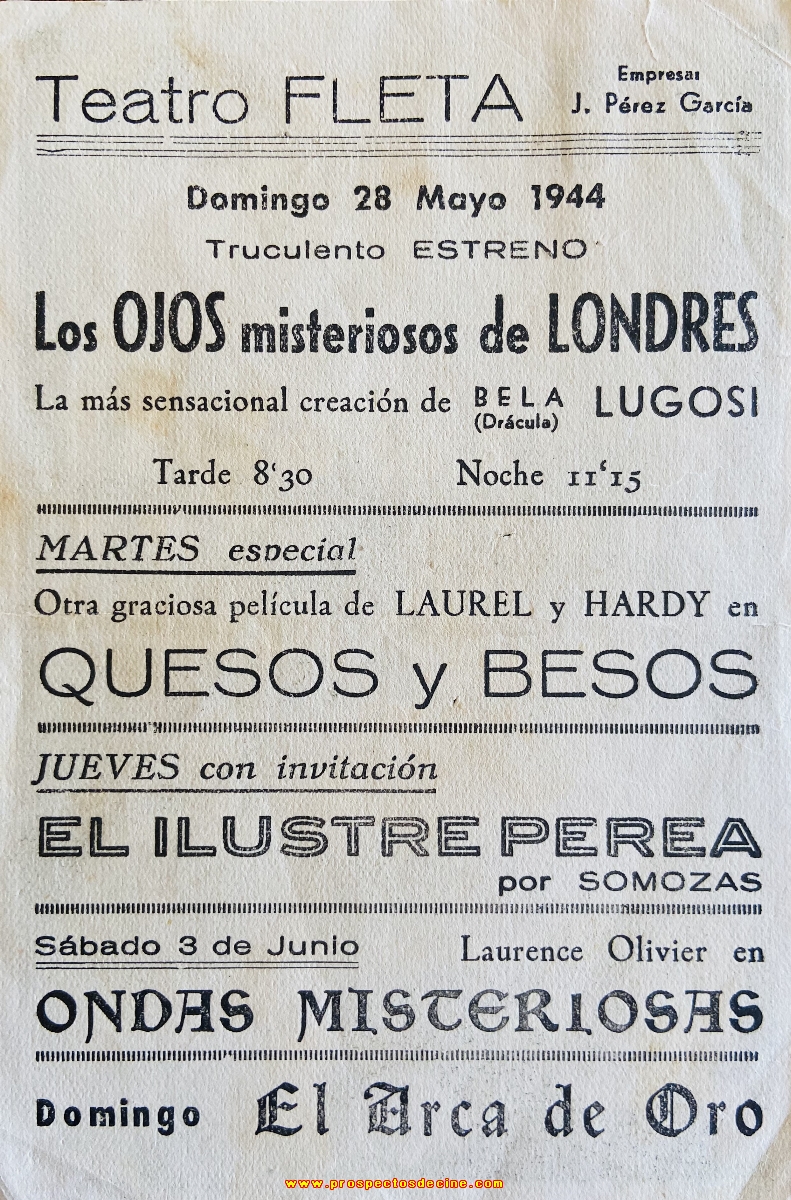 Teatro FLETA
Empresa:
J. Pérez García
Domingo 28 Mayo 1944
Truculento ESTRENO
Los OJOS misteriosos de LONDRES
La más sensacional creación de BELA LUGOSI
(Drácula)
Tarde 8‘30 Noche 11‘15
MARTES especial
Otra graciosa película de LAUREL y HARDY en
QUESOS y BESOS
JUEVES con invitación
EL ILUSTRE PEREA
por SOMOZAS
Sábado 3 de Junio Laurence Olivier en
ONDAS MISTERIOSAS
Domingo El Arca de Oro
www.prospectosdecine.com